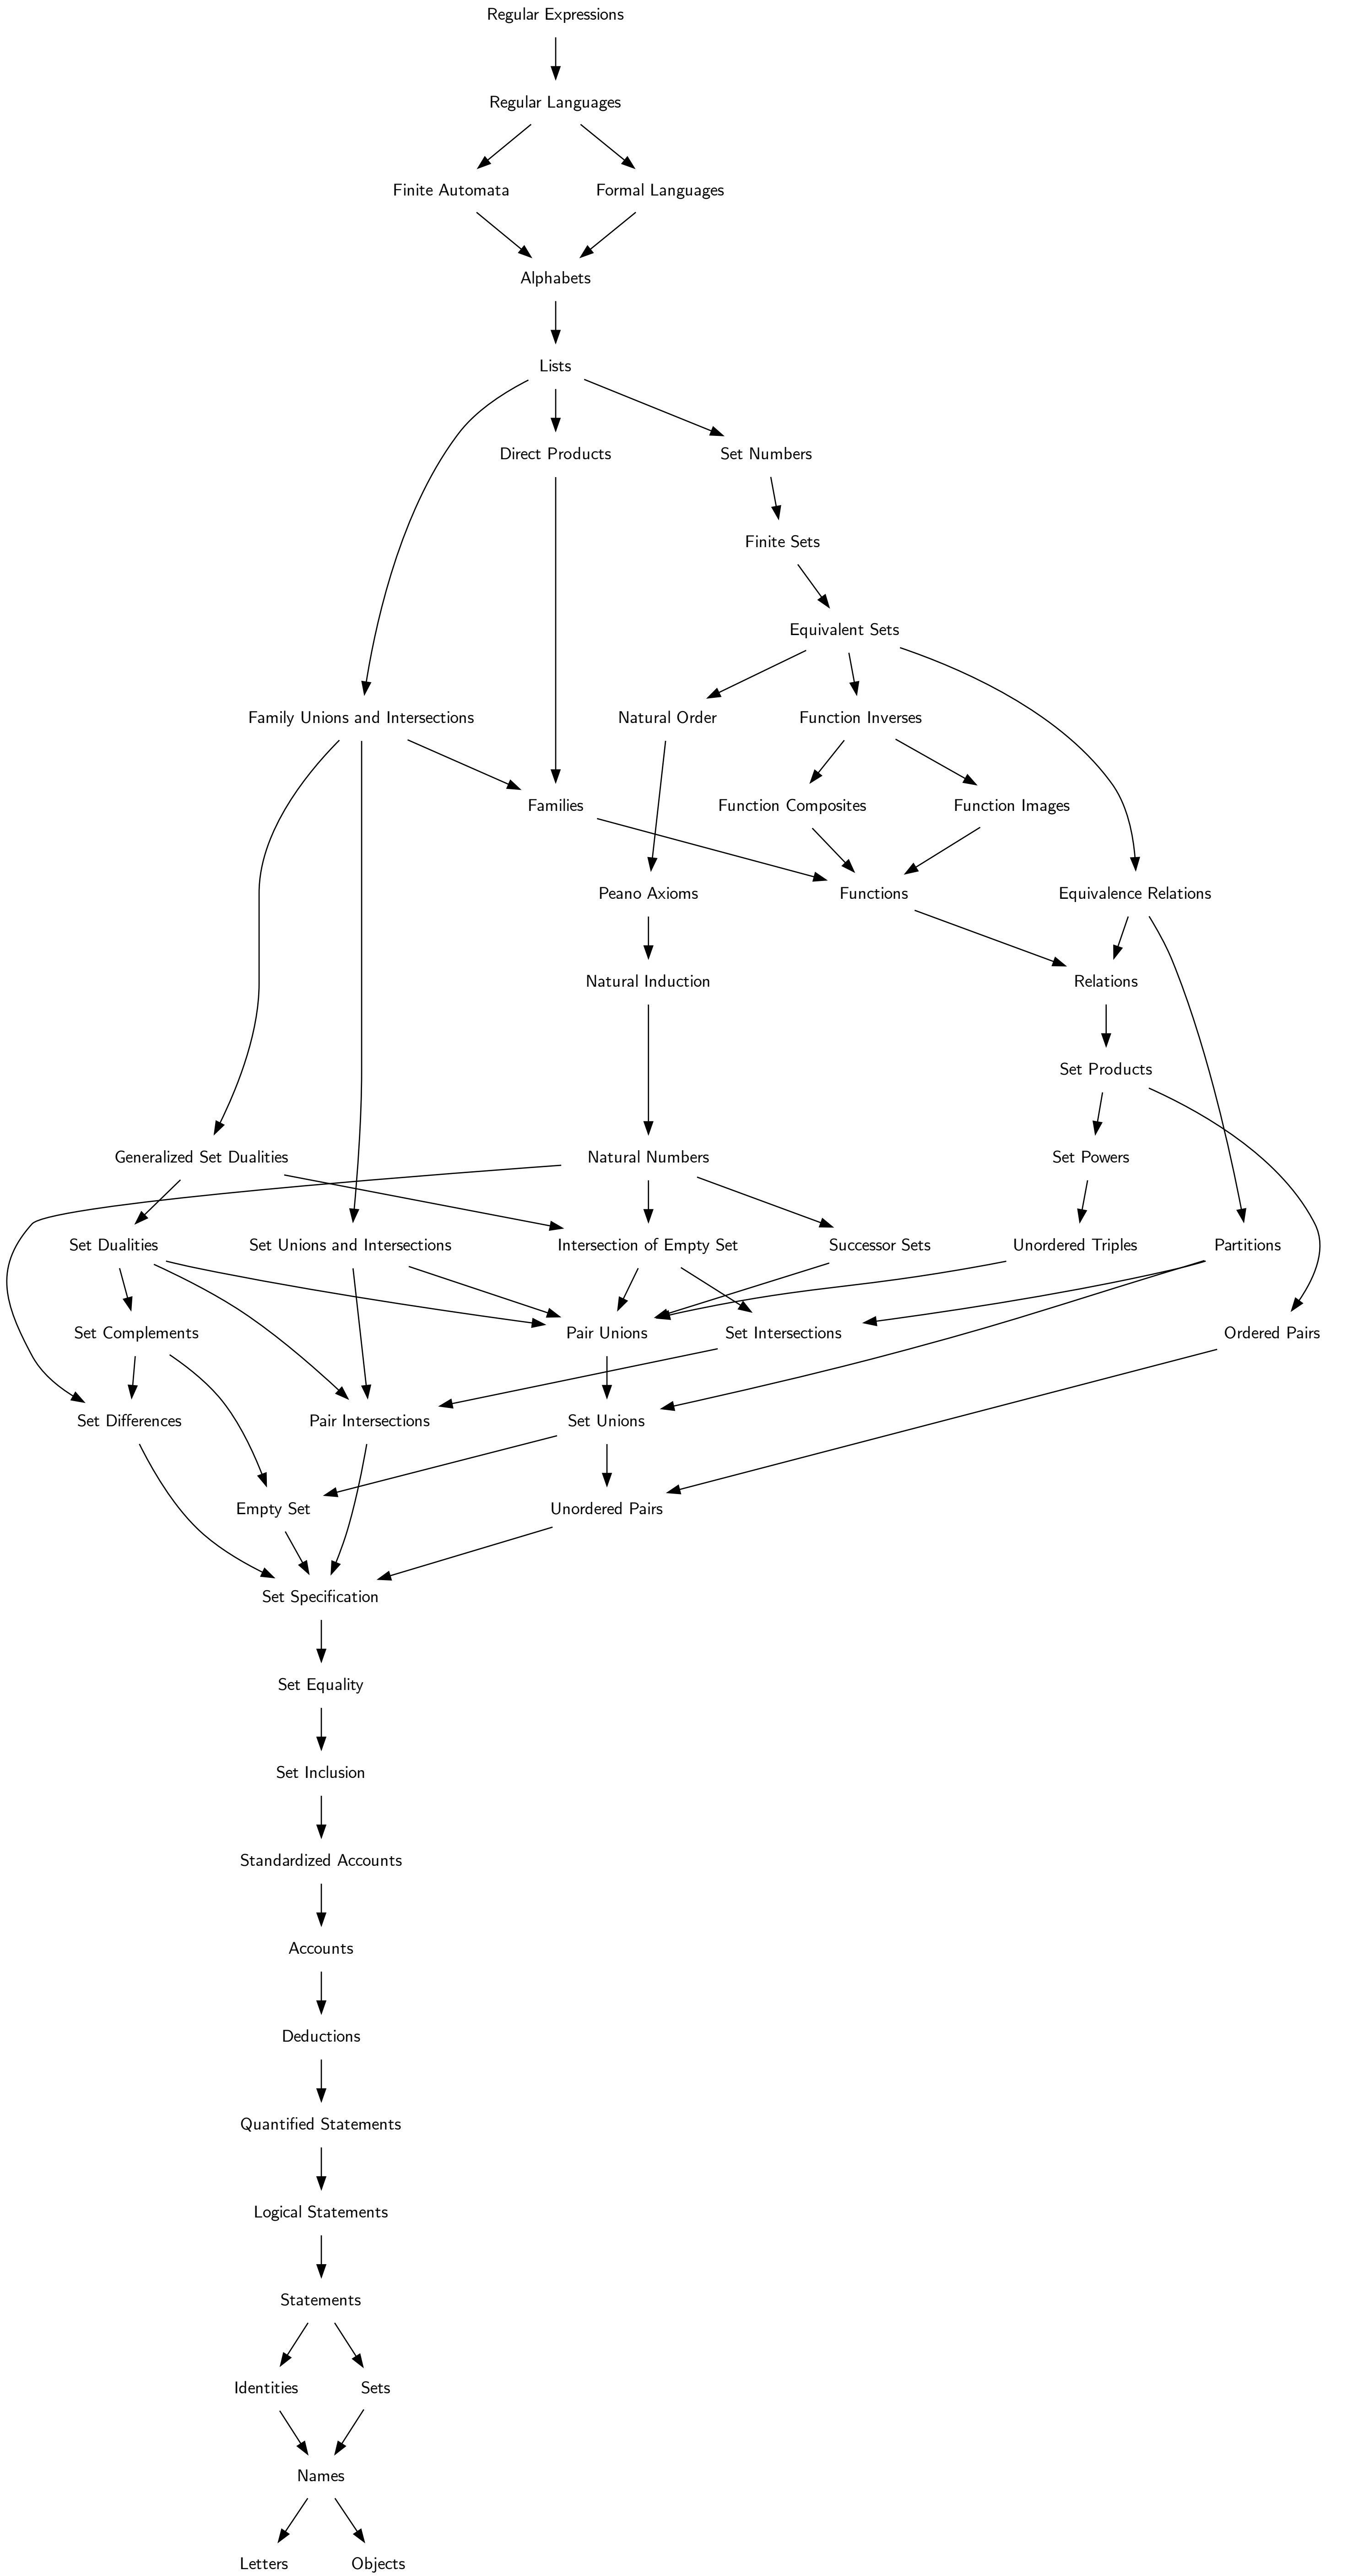 Regular Expressions
Regular Languages
Finite Automata
Formal Languages
Alphabets
Lists
Direct Products
Set Numbers
Finite Sets
Equivalent Sets
Family Unions and Intersections
Natural Order
Function Inverses
Families
Function Composites
Function Images
Peano Axioms
Functions
Equivalence Relations
Natural Induction
Relations
Set Products
Generalized Set Dualities
Natural Numbers
Set Powers
Set Dualities
Set Unions and Intersections
Intersection of Empty Set
Successor Sets
Unordered Triples
Partitions
Set Complements
Pair Unions
Set Intersections
Ordered Pairs
Set Differences
Pair Intersections
Set Unions
Empty Set
Unordered Pairs
Set Specification
Set Equality
Set Inclusion
Standardized Accounts
Accounts
Deductions
Quantified Statements
Logical Statements
Statements
Identities
Sets
Names
Letters
Objects